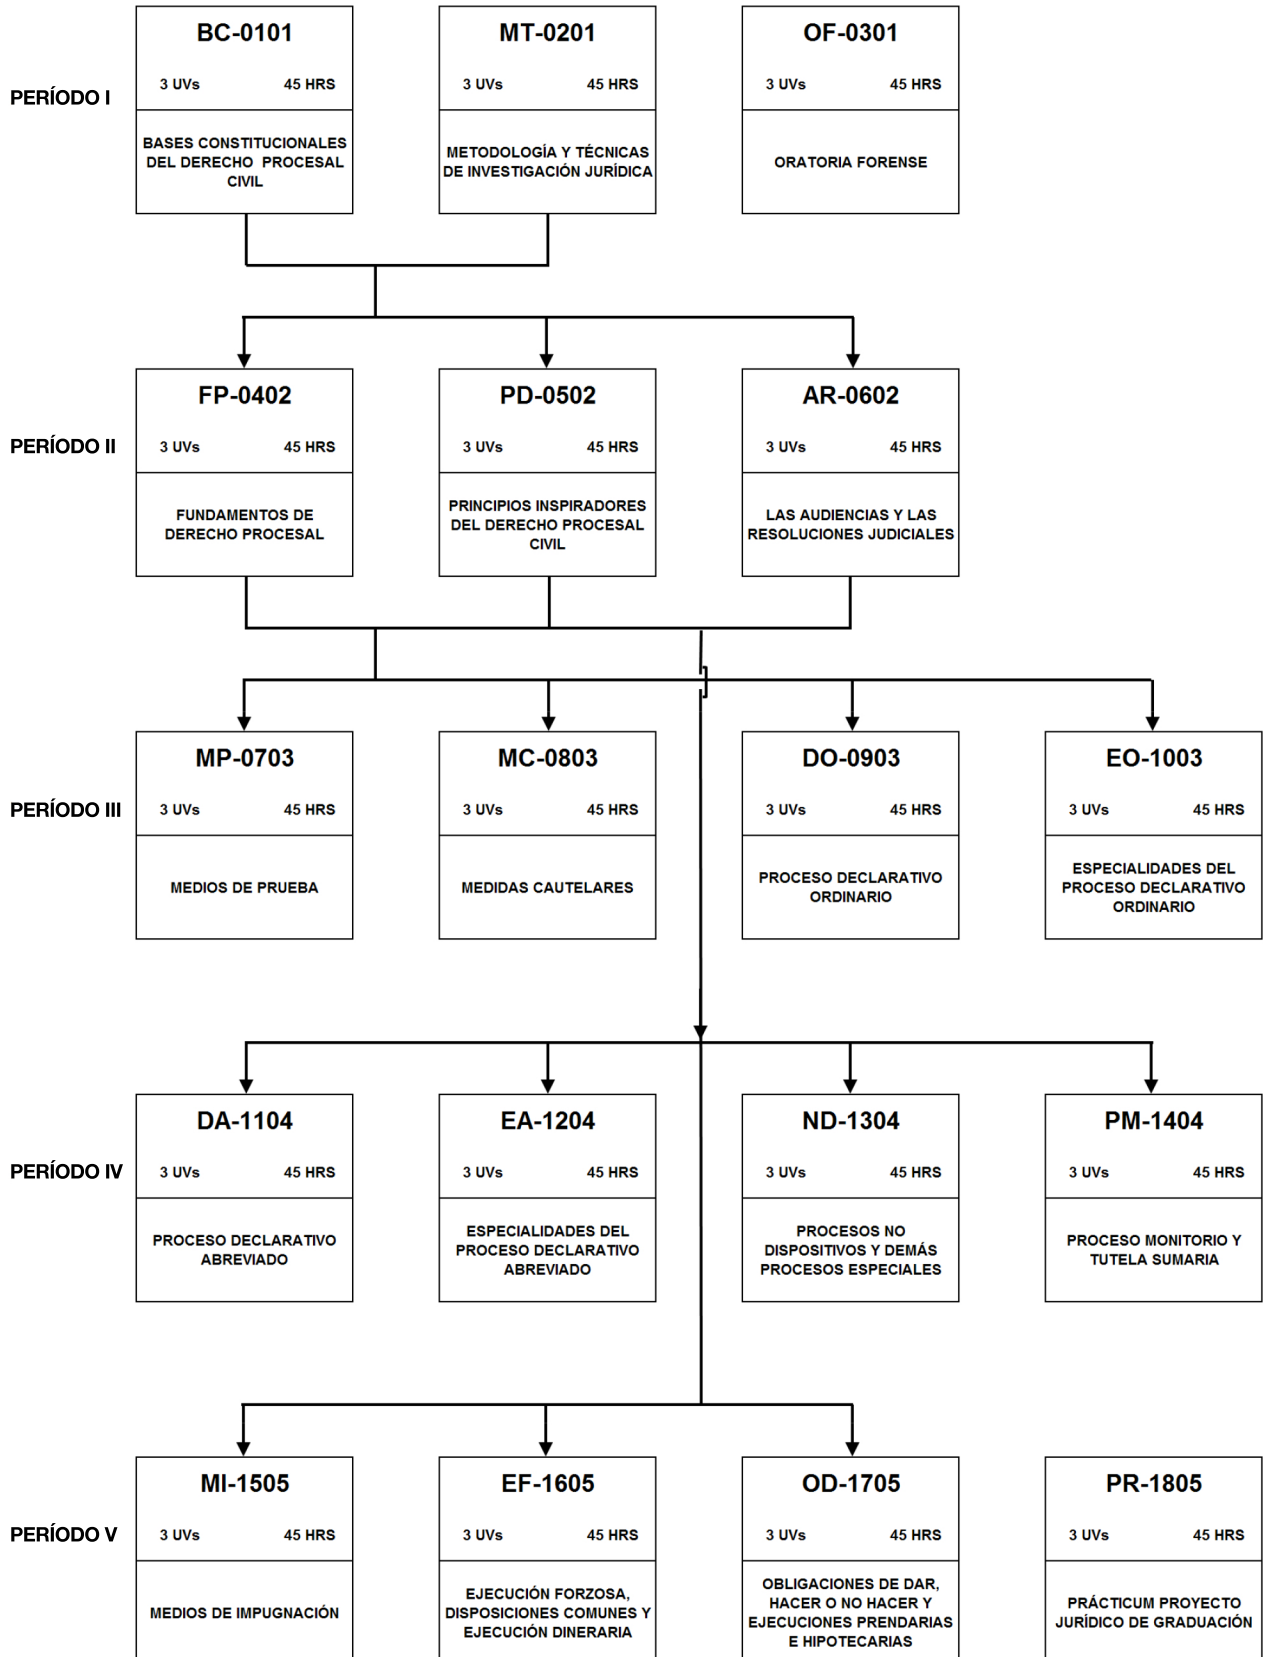 PERÍODO I
BC-0101
3 UVs 45 HRS
BASES CONSTITUCIONALES
DEL DERECHO PROCESAL
CIVIL
MT-0201
3 UVs 45 HRS
METODOLOGÍA Y TÉCNICAS
DE INVESTIGACIÓN JURÍDICA
OF-0301
3 UVs 45 HRS
ORATORIA FORENSE
PERÍODO II
FP-0402
3 UVs 45 HRS
FUNDAMENTOS DE
DERECHO PROCESAL
PD-0502
3 UVs 45 HRS
PRINCIPIOS INSPIRADORES
DEL DERECHO PROCESAL
CIVIL
AR-0602
3 UVs 45 HRS
LAS AUDIENCIAS Y LAS
RESOLUCIONES JUDICIALES
PERÍODO III
MP-0703
3 UVs 45 HRS
MEDIOS DE PRUEBA
MC-0803
3 UVs 45 HRS
MEDIDAS CAUTELARES
DO-0903
3 UVs 45 HRS
PROCESO DECLARATIVO
ORDINARIO
EO-1003
3 UVs 45 HRS
ESPECIALIDADES DEL
PROCESO DECLARATIVO
ORDINARIO
PERÍODO IV
DA-1104
3 UVs 45 HRS
PROCESO DECLARATIVO
ABREVIADO
EA-1204
3 UVs 45 HRS
ESPECIALIDADES DEL
PROCESO DECLARATIVO
ABREVIADO
ND-1304
3 UVs 45 HRS
PROCESOS NO
DISPOSITIVOS Y DEMÁS
PROCESOS ESPECIALES
PM-1404
3 UVs 45 HRS
PROCESO MONITORIO Y
TUTELA SUMARIA
PERÍODO V
MI-1505
3 UVs 45 HRS
MEDIOS DE IMPUGNACIÓN
EF-1605
3 UVs 45 HRS
EJECUCIÓN FORZOSA,
DISPOSICIONES COMUNES Y
EJECUCIÓN DINERARIA
OD-1705
3 UVs 45 HRS
OBLIGACIONES DE DAR,
HACER O NO HACER Y
EJECUCIONES PRENDARIAS
E HIPOTECARIAS
PR-1805
3 UVs 45 HRS
PRÁCTICUM PROYECTO
JURÍDICO DE GRADUACIÓN